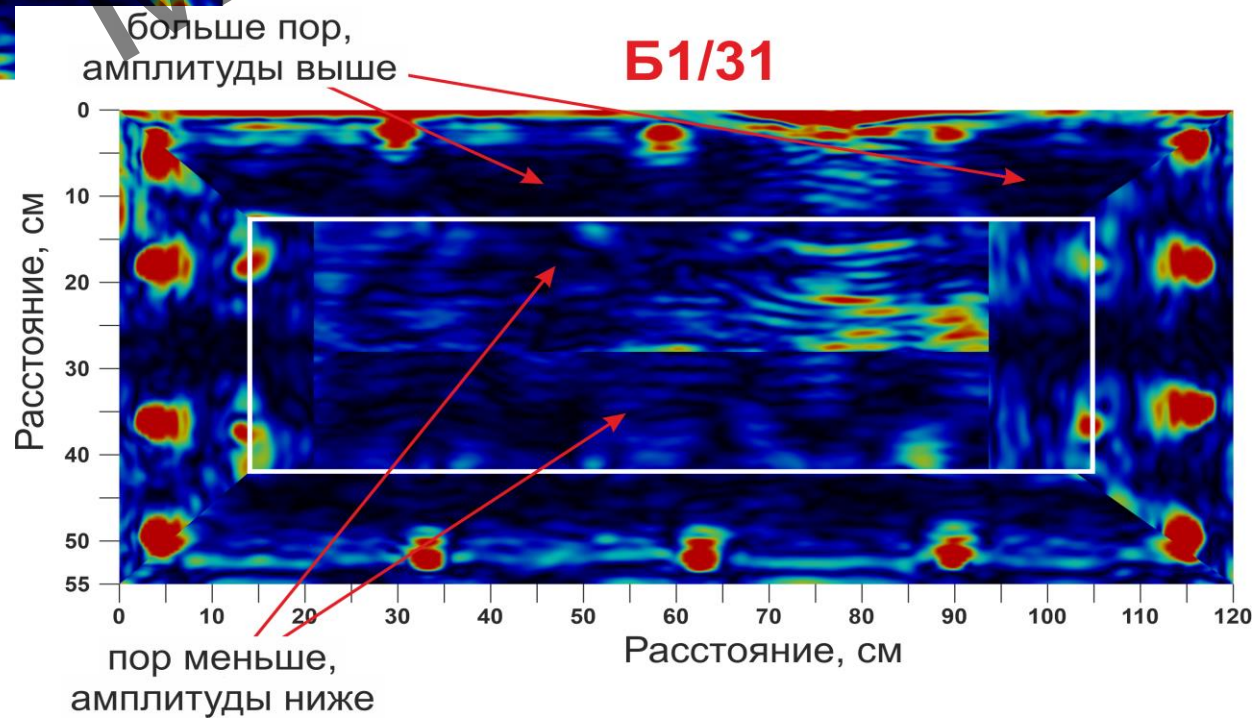 больше пор,
амплитуды выше
Б1/31
0
10
20
30
40
50
55
Расстояние, см
0 10 20 30 40 50 60 70 80 90 100 110 120
Расстояние, см
пор меньше,
амплитуды ниже